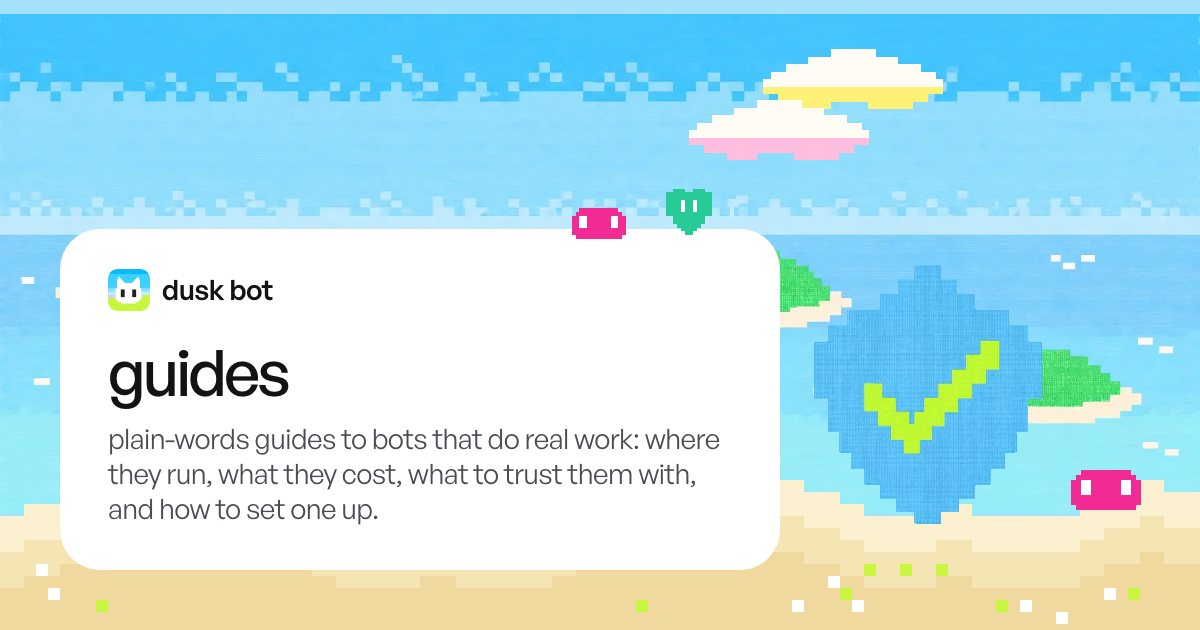 dusk bot
guides
plain-words guides to bots that do real work: where
they run, what they cost, what to trust them with,
and how to set one up.